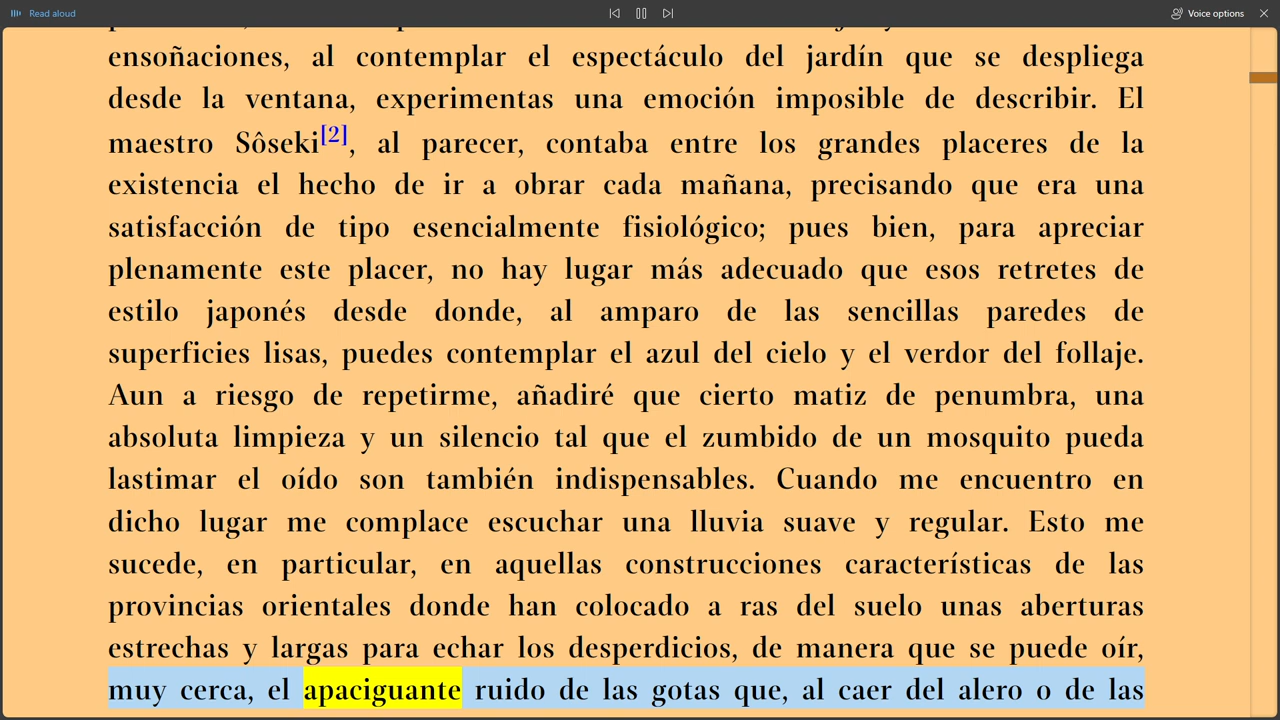 Read aloud
Voice options
ensoñaciones, al contemplar el espectáculo del jardín que se despliega
desde la ventana, experimentas una emoción imposible de describir. El
maestro Sôseki[2], al parecer, contaba entre los grandes placeres de la
existencia el hecho de ir a obrar cada mañana, precisando que era una
satisfacción de tipo esencialmente fisiológico; pues bien, para apreciar
plenamente este placer, no hay lugar más adecuado que esos retretes de
estilo japonés desde donde, al amparo de las sencillas paredes de
superficies lisas, puedes contemplar el azul del cielo y el verdor del follaje.
Aun a riesgo de repetirme, añadiré que cierto matiz de penumbra, una
absoluta limpieza y un silencio tal que el zumbido de un mosquito pueda
lastimar el oído son también indispensables. Cuando me encuentro en
dicho lugar me complace escuchar una lluvia suave y regular. Esto me
sucede, en particular, en aquellas construcciones características de las
provincias orientales donde han colocado a ras del suelo unas aberturas
estrechas y largas para echar los desperdicios, de manera que se puede oír,
muy cerca, el apaciguante ruido de las gotas que, al caer del alero o de las